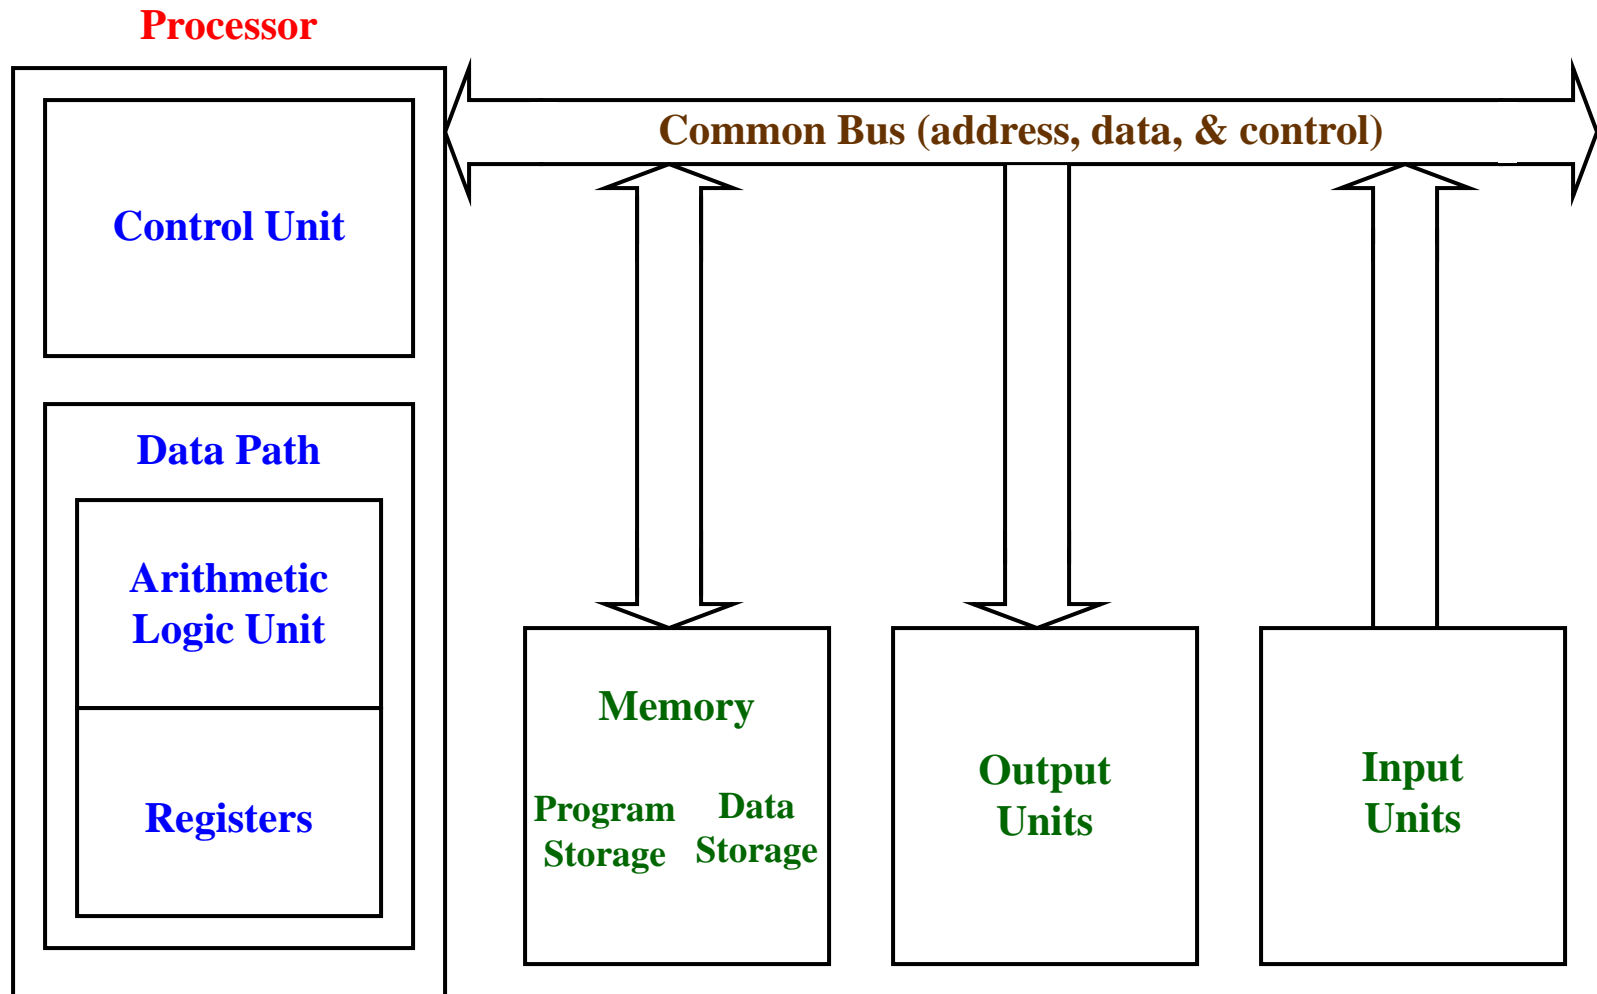 Processor
Common Bus (address, data, & control)
Control Unit
Data Path
Arithmetic
Logic Unit
Registers
Memory
Program
Storage
Data
Storage
Output
Units
Input
Units